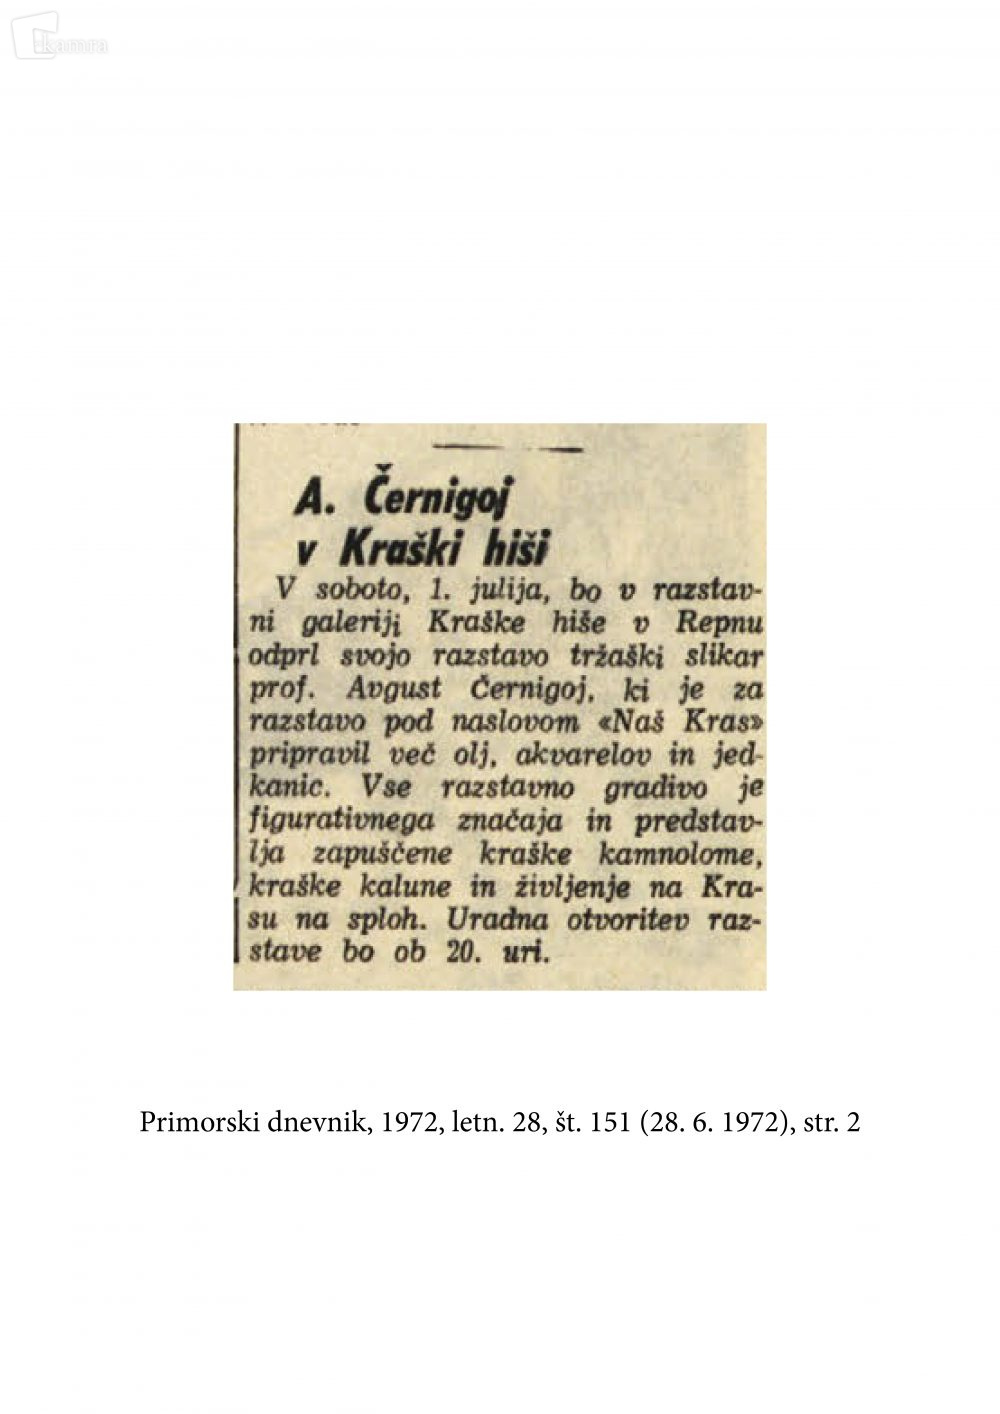 kamra
A. Černigoj
v Kraški hiši
V soboto, 1. julija, bo v razstav-
ni galeriji Kraške hiše v Repnu
odprl svojo razstavo tržaški slikar
prof. Avgust Černigoj, ki je za
razstavo pod naslovom «Naš Kras»
pripravil več olj, akvarelov in jed-
kanic. Vse razstavno gradivo je
figurativnega značaja in predstav-
lja zapuščene kraške kamnolome,
kraške kalune in življenje na Kra-
su na sploh. Uradna otvoritev raz-
stave bo ob 20. uri.
Primorski dnevnik, 1972, letn. 28, št. 151 (28. 6. 1972), str. 2